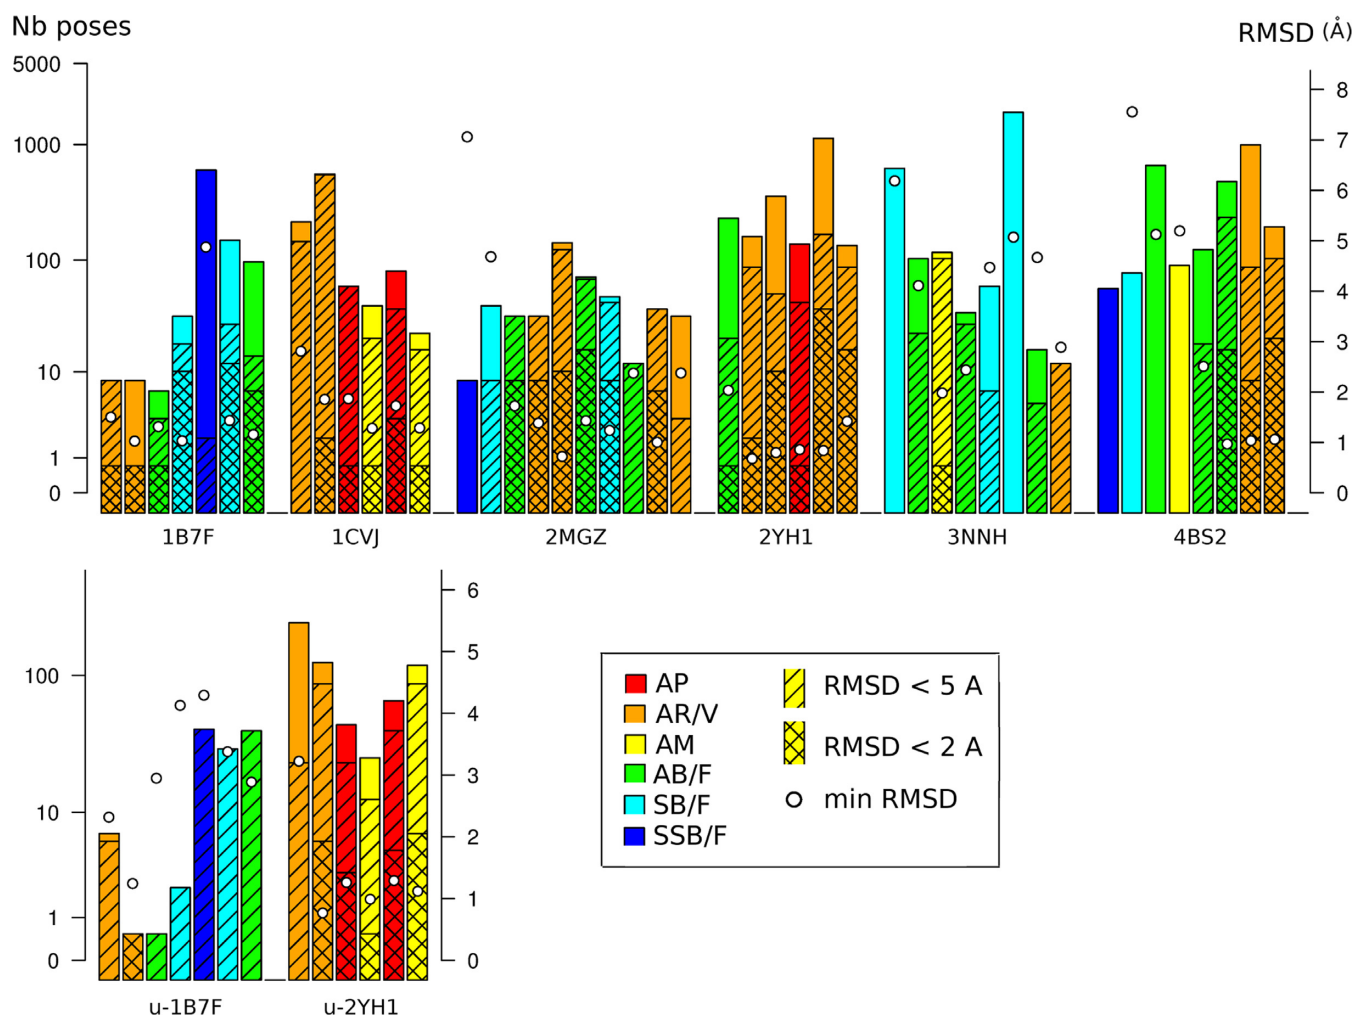 Nb poses
RMSD (Å)
5000
1000
100
10
1
0
8
7
6
5
4
3
2
1
0
1B7F 1CVJ 2MGZ 2YH1 3NNH 4BS2
100
10
1
0
6
5
4
3
2
1
0
u-1B7F u-2YH1
AP
AR/V
AM
AB/F
SB/F
SSB/F
RMSD < 5 A
RMSD < 2 A
min RMSD